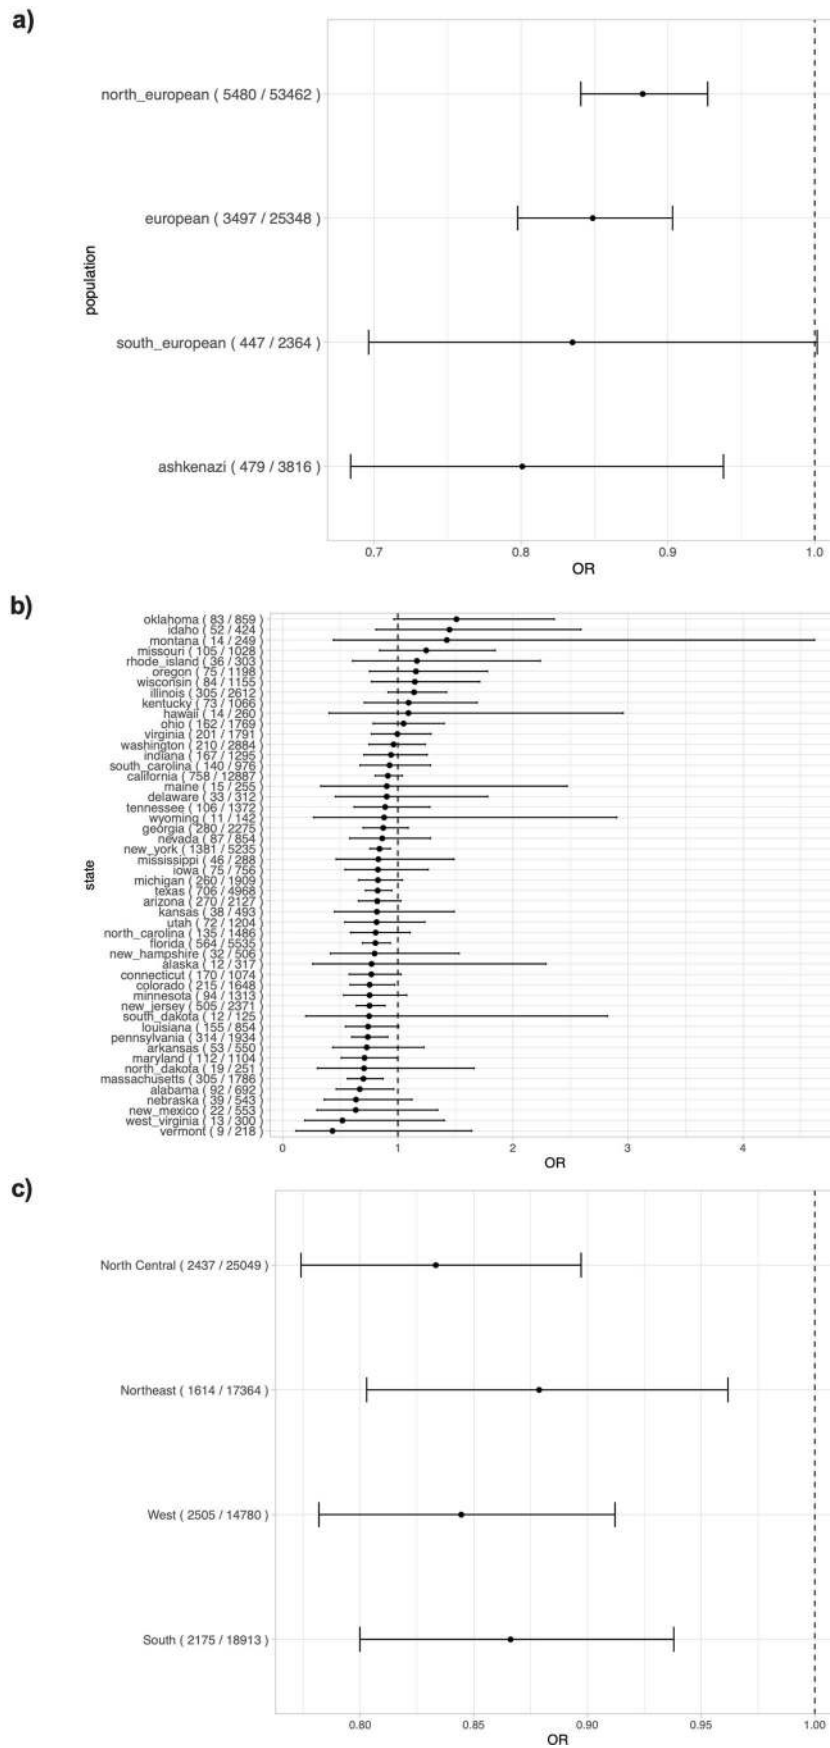 a)
north_european ( 5480 / 53462 )
european ( 3497 / 25348 )
population
south_european ( 447 / 2364 )
ashkenazi ( 479 / 3816 )
0.7 0.8 0.9 1.0
OR
b)
oklahoma ( 83 / 859 )
idaho ( 52 / 424 )
montana ( 14 / 249 )
missouri ( 105 / 1028 )
rhode_island ( 36 / 303 )
oregon ( 75 / 1198 )
wisconsin ( 84 / 1155 )
illinois ( 305 / 2612 )
kentucky ( 73 / 1066 )
hawaii ( 14 / 260 )
ohio ( 162 / 1769 )
virginia ( 201 / 1791 )
washington ( 210 / 2884 )
indiana ( 167 / 1295 )
south_carolina ( 140 / 976 )
california ( 758 / 12887 )
maine ( 15 / 255 )
delaware ( 33 / 312 )
tennessee ( 106 / 1372 )
wyoming ( 11 / 142 )
georgia ( 280 / 2275 )
nevada ( 87 / 854 )
new_york ( 1381 / 5235 )
mississippi ( 46 / 288 )
state
iowa ( 75 / 756 )
michigan ( 260 / 1909 )
texas ( 706 / 4968 )
arizona ( 270 / 2127 )
kansas ( 38 / 493 )
utah ( 72 / 1204 )
north_carolina ( 135 / 1486 )
florida ( 564 / 5535 )
new_hampshire ( 32 / 506 )
alaska ( 12 / 317 )
connecticut ( 170 / 1074 )
colorado ( 215 / 1648 )
minnesota ( 94 / 1313 )
new_jersey ( 505 / 2371 )
south_dakota ( 12 / 125 )
louisiana ( 155 / 854 )
pennsylvania ( 314 / 1934 )
arkansas ( 53 / 550 )
maryland ( 112 / 1104 )
north_dakota ( 19 / 251 )
massachusetts ( 305 / 1786 )
alabama ( 92 / 692 )
nebraska ( 39 / 543 )
new_mexico ( 22 / 553 )
west_virginia ( 13 / 300 )
vermont ( 9 / 218 )
0 1 2 3 4
OR
c)
North Central ( 2437 / 25049 )
Northeast ( 1614 / 17364 )
West ( 2505 / 14780 )
South ( 2175 / 18913 )
0.80 0.85 0.90 0.95 1.00
OR